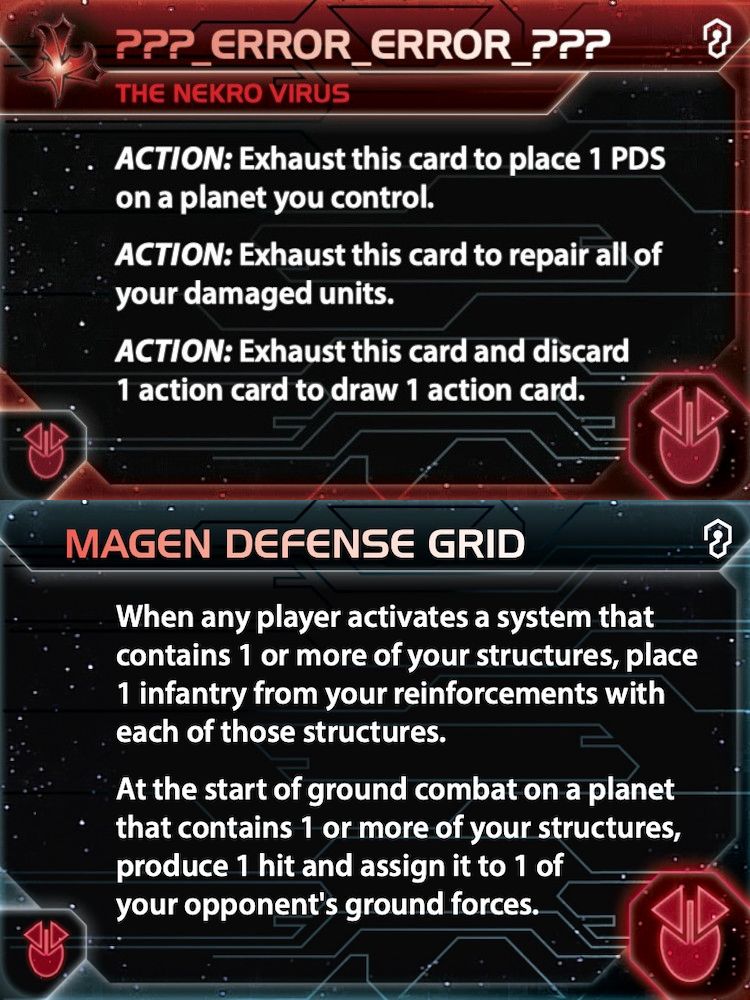 ???_ERROR_ERROR_???
THE NEKRO VIRUS
ACTION: Exhaust this card to place 1 PDS
on a planet you control.
ACTION: Exhaust this card to repair all of
your damaged units.
ACTION: Exhaust this card and discard
1 action card to draw 1 action card.
MAGEN DEFENSE GRID
When any player activates a system that
contains 1 or more of your structures, place
1 infantry from your reinforcements with
each of those structures.
At the start of ground combat on a planet
that contains 1 or more of your structures,
produce 1 hit and assign it to 1 of
your opponent's ground forces.